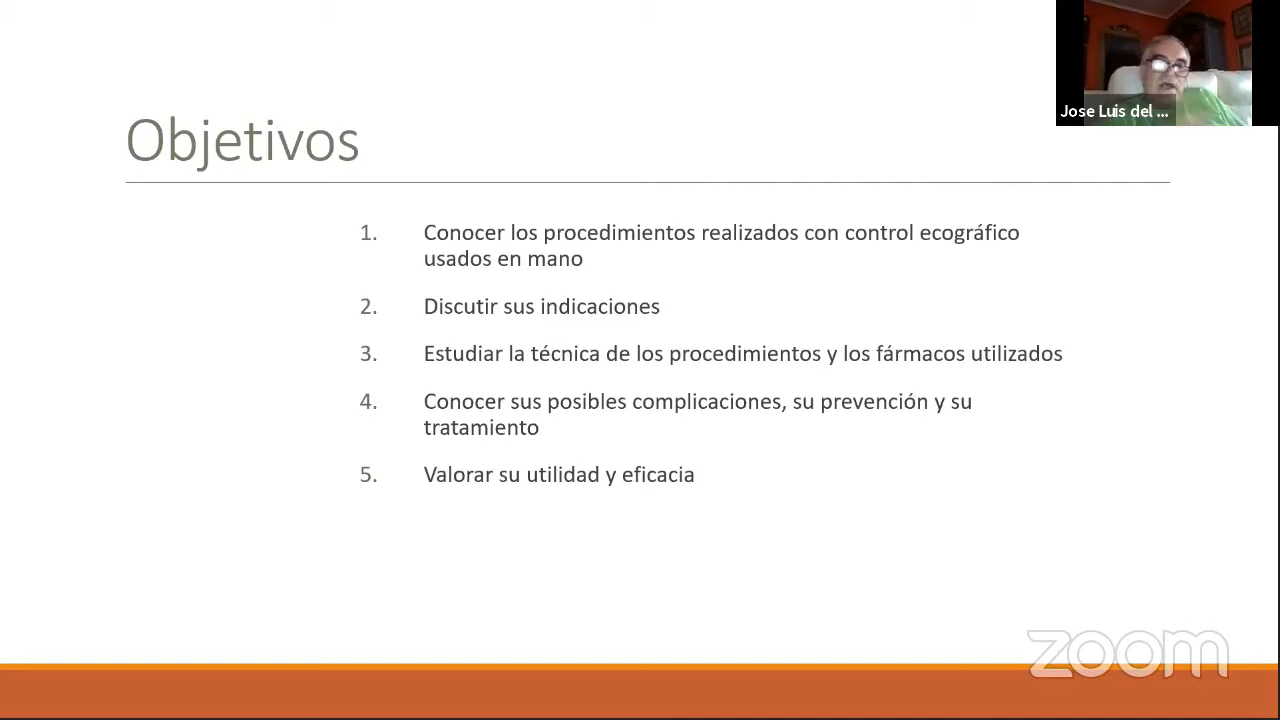 Jose Luis del ...
Objetivos
1. Conocer los procedimientos realizados con control ecográfico
usados en mano
2. Discutir sus indicaciones
3. Estudiar la técnica de los procedimientos y los fármacos utilizados
4. Conocer sus posibles complicaciones, su prevención y su
tratamiento
5. Valorar su utilidad y eficacia
zoom